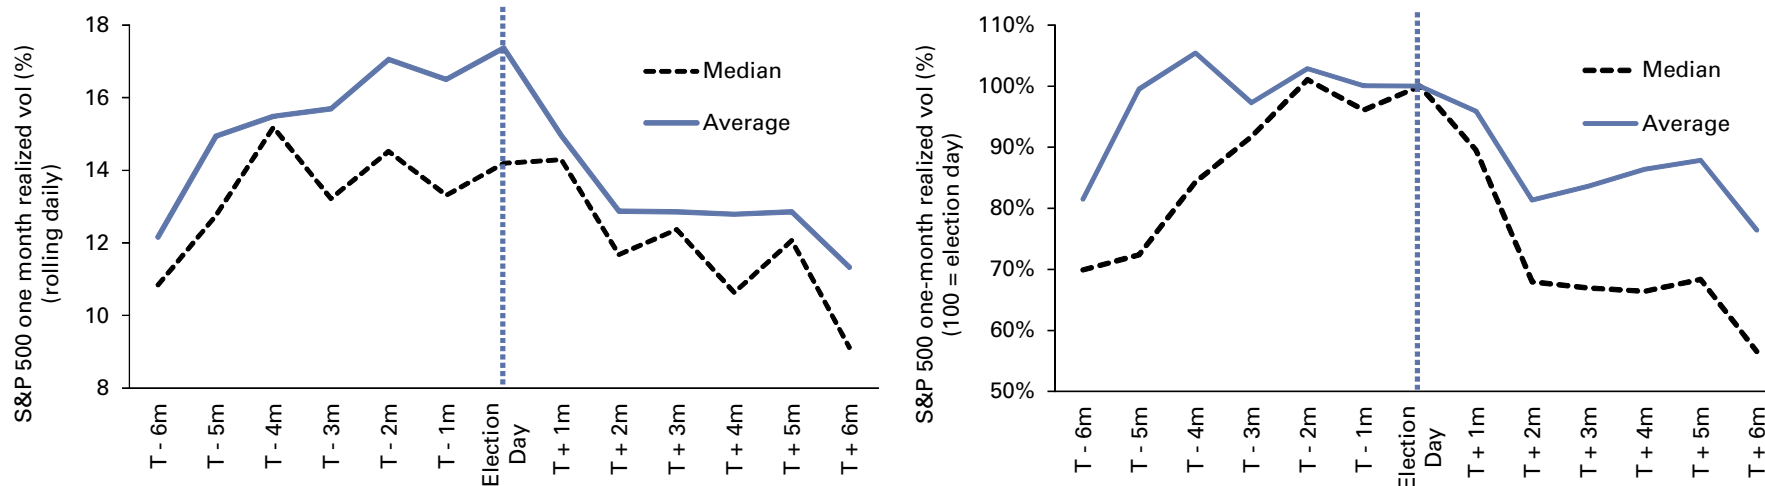 S&P 500 one month realized vol (%)
(rolling daily)
18
16
14
12
10
8
Median
Average
T - 6m
T - 5m
T - 4m
T - 3m
T - 2m
T - 1m
Election
Day
T + 1m
T + 2m
T + 3m
T + 4m
T + 5m
T + 6m
S&P 500 one-month realized vol (%)
(100 = election day)
110%
100%
90%
80%
70%
60%
50%
Median
Average
T - 6m
T - 5m
T - 4m
T - 3m
T - 2m
T - 1m
Election
Day
T + 1m
T + 2m
T + 3m
T + 4m
T + 5m
T + 6m